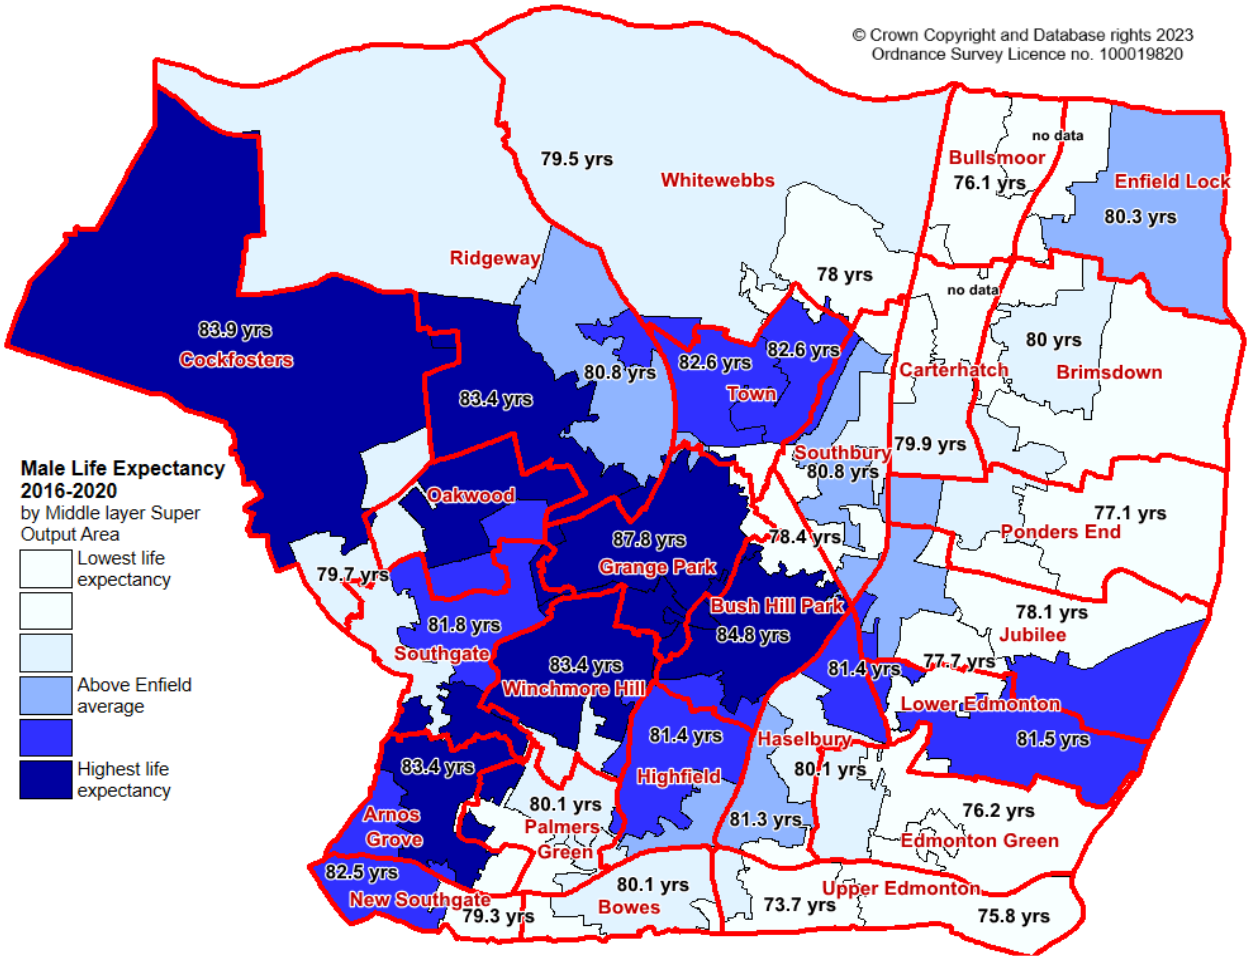 © Crown Copyright and Database rights 2023
Ordnance Survey Licence no. 100019820
no data
Bullsmoor
76.1 yrs
79.5 yrs
Whitewebbs
Enfield Lock
80.3 yrs
Ridgeway
78 yrs
no data
83.9 yrs
Cockfosters
82.6 yrs
82.6 yrs
80 yrs
80.8 yrs
Carterhatch
Brimsdown
83.4 yrs
Town
79.9 yrs
Southbury
80.8 yrs
Male Life Expectancy
2016-2020
by Middle layer Super
Output Area
Lowest life
expectancy
Above Enfield
average
Highest life
expectancy
Oakwood
77.1 yrs
Ponders End
87.8 yrs
78.4 yrs
Grange Park
79.7 yrs
Bush Hill Park
84.8 yrs
78.1 yrs
Jubilee
81.8 yrs
Southgate
83.4 yrs
Winchmore Hill
81.4 yrs
77.7 yrs
Lower Edmonton
81.4 yrs
Haselbury
81.5 yrs
83.4 yrs
Highfield
80.1 yrs
80.1 yrs
Palmers
Green
Arnos
Grove
81.3 yrs
76.2 yrs
Edmonton Green
82.5 yrs
New Southgate
79.3 yrs
80.1 yrs
Bowes
Upper Edmonton
73.7 yrs
75.8 yrs